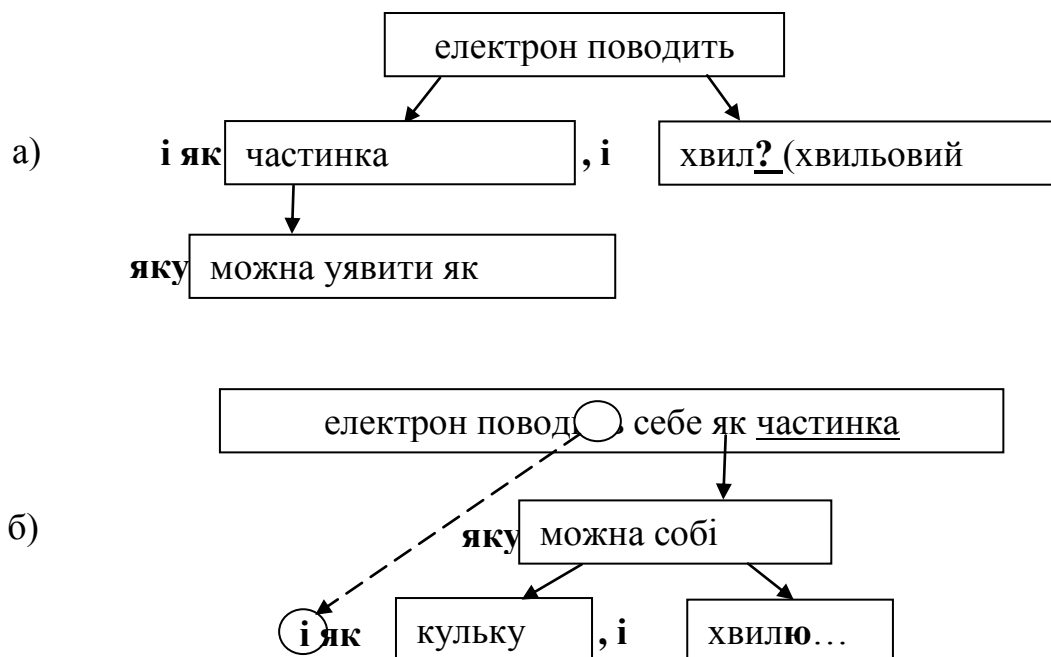 електрон поводить
а) і як частинка , і хвил? (хвильовий
яку можна уявити як
електрон поводить себе як частинка
б) яку можна собі
і як кульку , і хвилю…